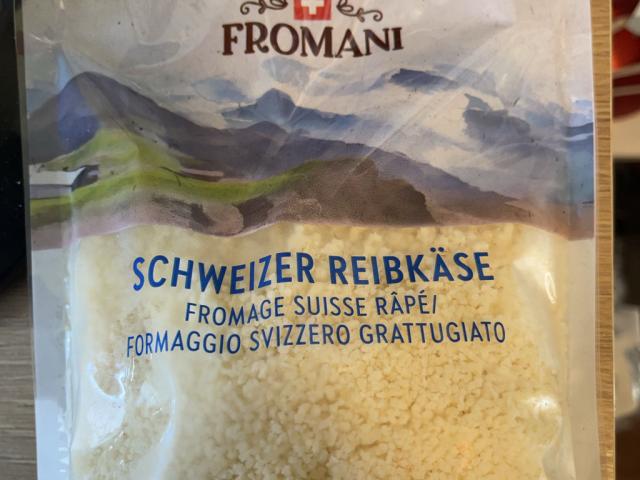 FROMANI
SCHWEIZER REIBKÄSE
FROMAGE SUISSE RÂPÉ/
FORMAGGIO SVIZZERO GRATTUGIATO